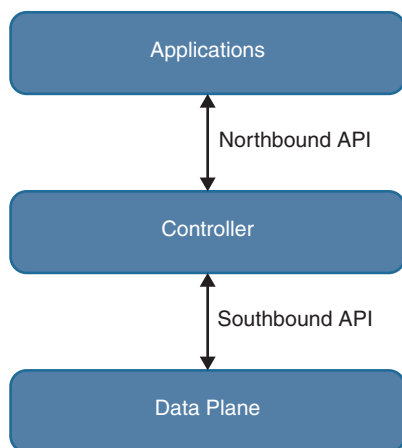 Applications
Northbound API
Controller
Southbound API
Data Plane